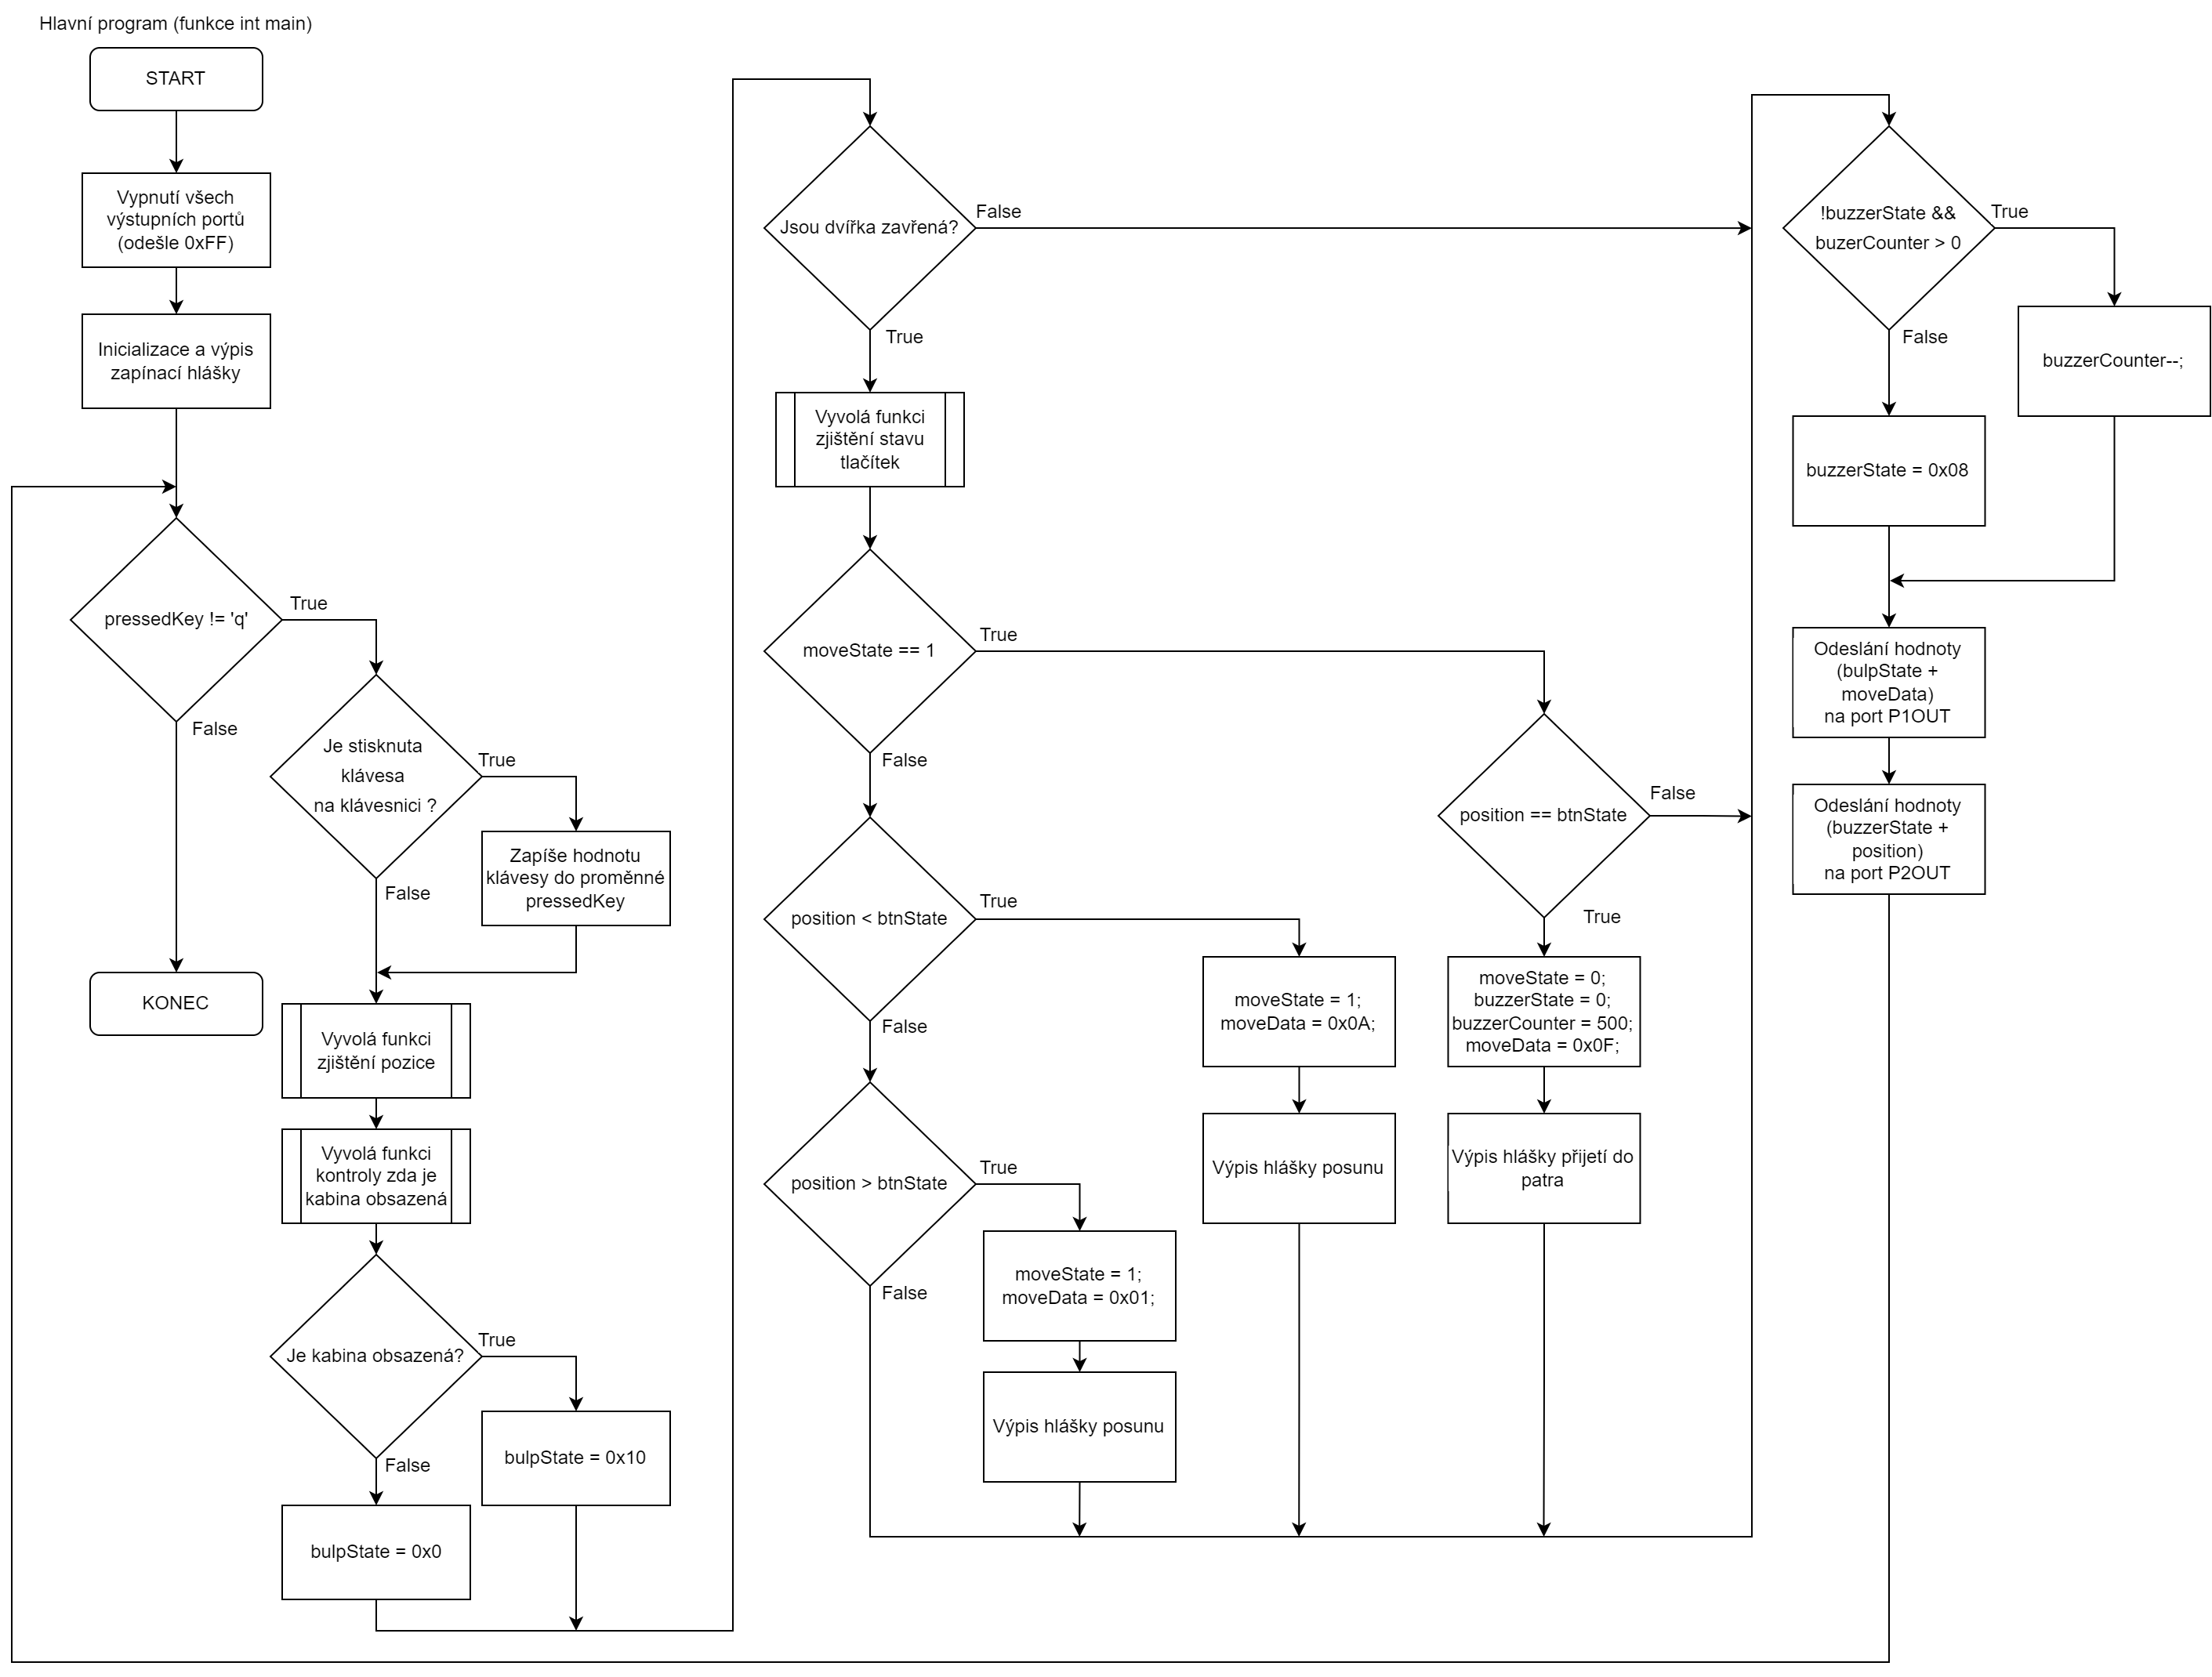 Hlavní program (funkce int main)
START
Vypnutí všech
výstupních portů
(odešle 0xFF)
Inicializace a výpis
zapínací hlášky
pressedKey != 'q'
True
False
KONEC
Je stisknuta
klávesa
na klávesnici ?
True
False
Zapíše hodnotu
klávesy do proměnné
pressedKey
Vyvolá funkci
zjištění pozice
Vyvolá funkci
kontroly zda je
kabina obsazená
Je kabina obsazená?
True
False
bulpState = 0x10
bulpState = 0x0
Jsou dvířka zavřená?
False
True
Vyvolá funkci
zjištění stavu
tlačítek
moveState == 1
True
False
position < btnState
True
False
position > btnState
True
False
moveState = 1;
moveData = 0x01;
Výpis hlášky posunu
moveState = 1;
moveData = 0x0A;
Výpis hlášky posunu
position == btnState
False
True
moveState = 0;
buzzerState = 0;
buzzerCounter = 500;
moveData = 0x0F;
Výpis hlášky přijetí do
patra
!buzzerState &&
buzerCounter > 0
True
False
buzzerCounter--;
buzzerState = 0x08
Odeslání hodnoty
(bulpState +
moveData)
na port P1OUT
Odeslání hodnoty
(buzzerState +
position)
na port P2OUT